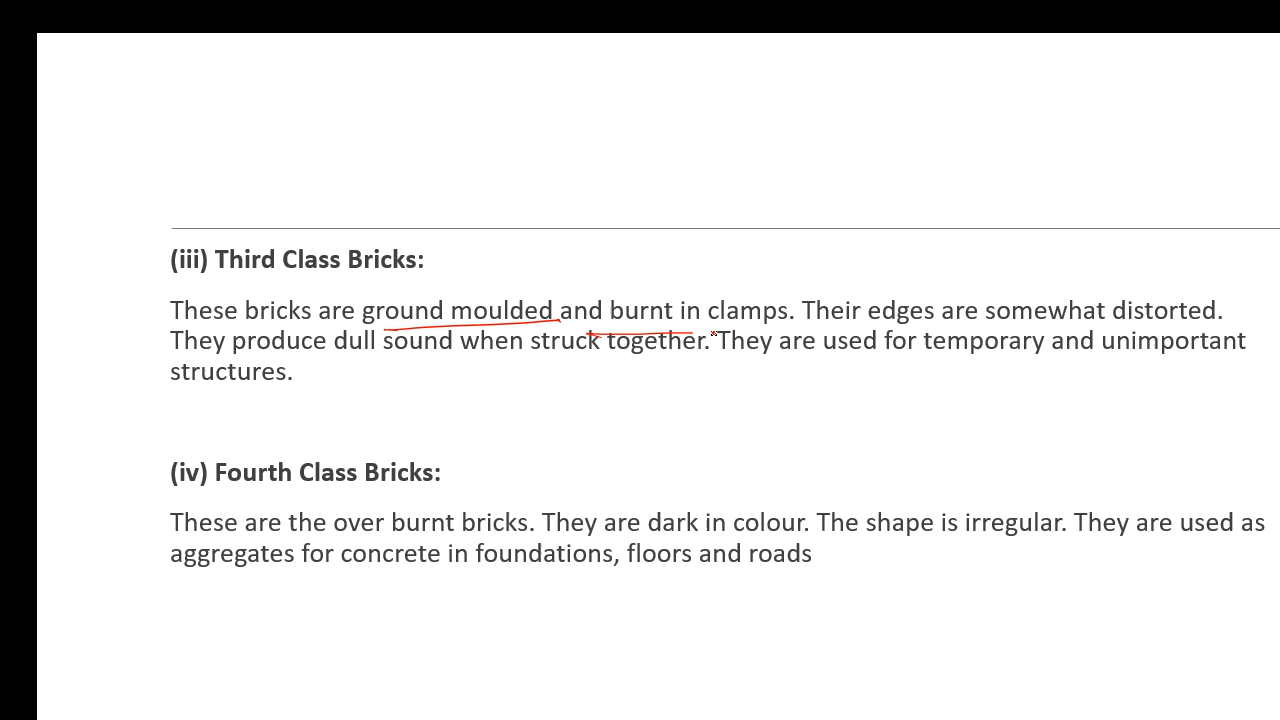 (iii) Third Class Bricks:
These bricks are ground moulded and burnt in clamps. Their edges are somewhat distorted.
They produce dull sound when struck together. They are used for temporary and unimportant
structures.
(iv) Fourth Class Bricks:
These are the over burnt bricks. They are dark in colour. The shape is irregular. They are used as
aggregates for concrete in foundations, floors and roads